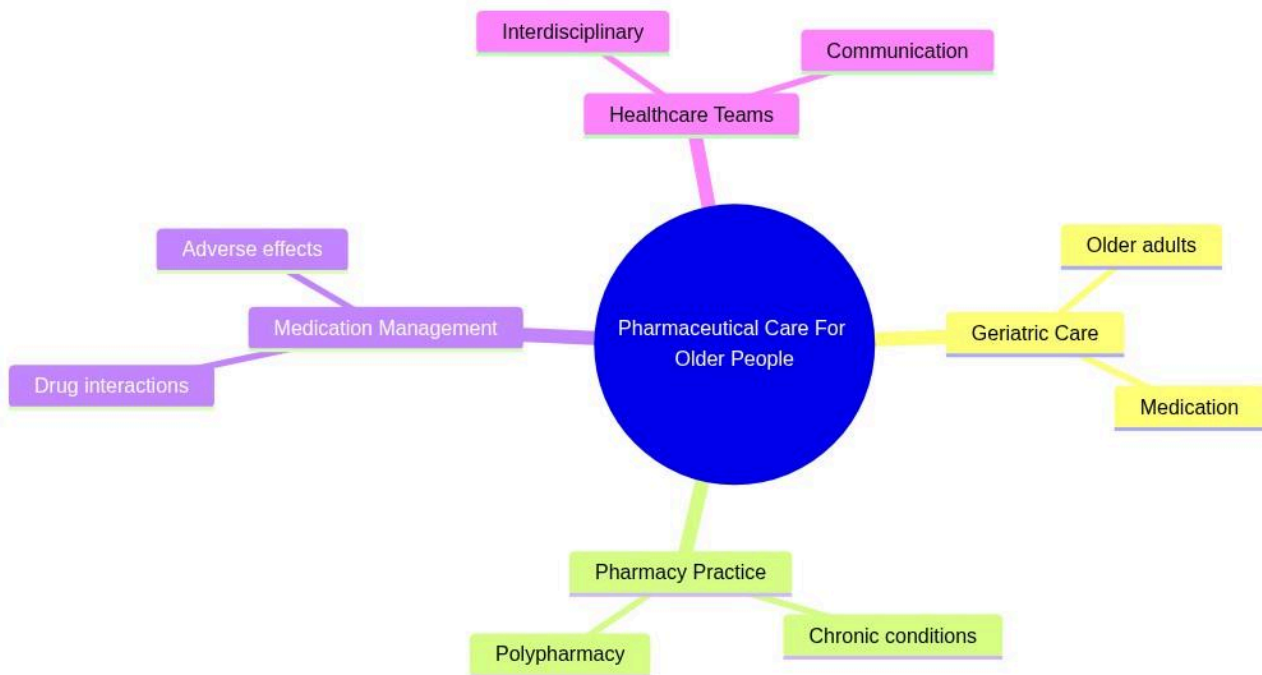 Interdisciplinary
Communication
Healthcare Teams
Adverse effects
Older adults
Medication Management
Pharmaceutical Care For
Older People
Geriatric Care
Drug interactions
Medication
Pharmacy Practice
Chronic conditions
Polypharmacy